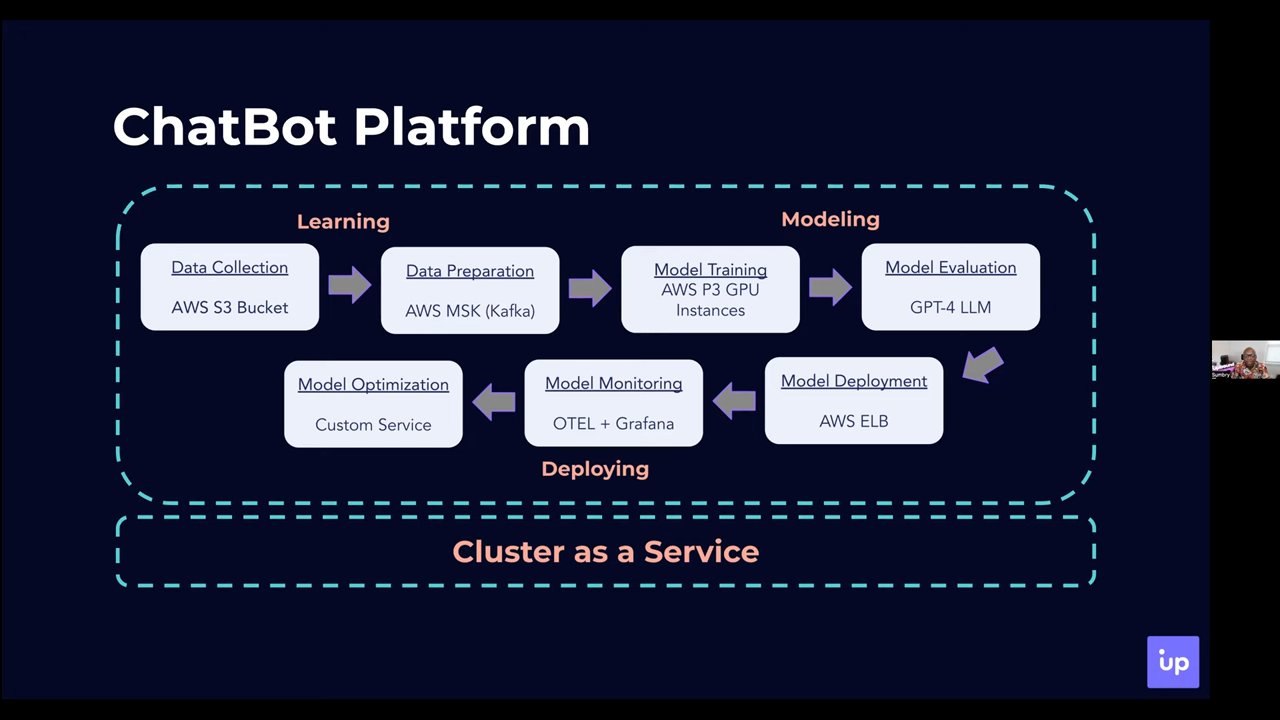 ChatBot Platform
Learning
Modeling
Data Collection
AWS S3 Bucket
Data Preparation
AWS MSK (Kafka)
Model Training
AWS P3 GPU
Instances
Model Evaluation
GPT-4 LLM
Model Deployment
AWS ELB
Model Monitoring
OTEL + Grafana
Model Optimization
Custom Service
Deploying
Cluster as a Service
up
Sumbry